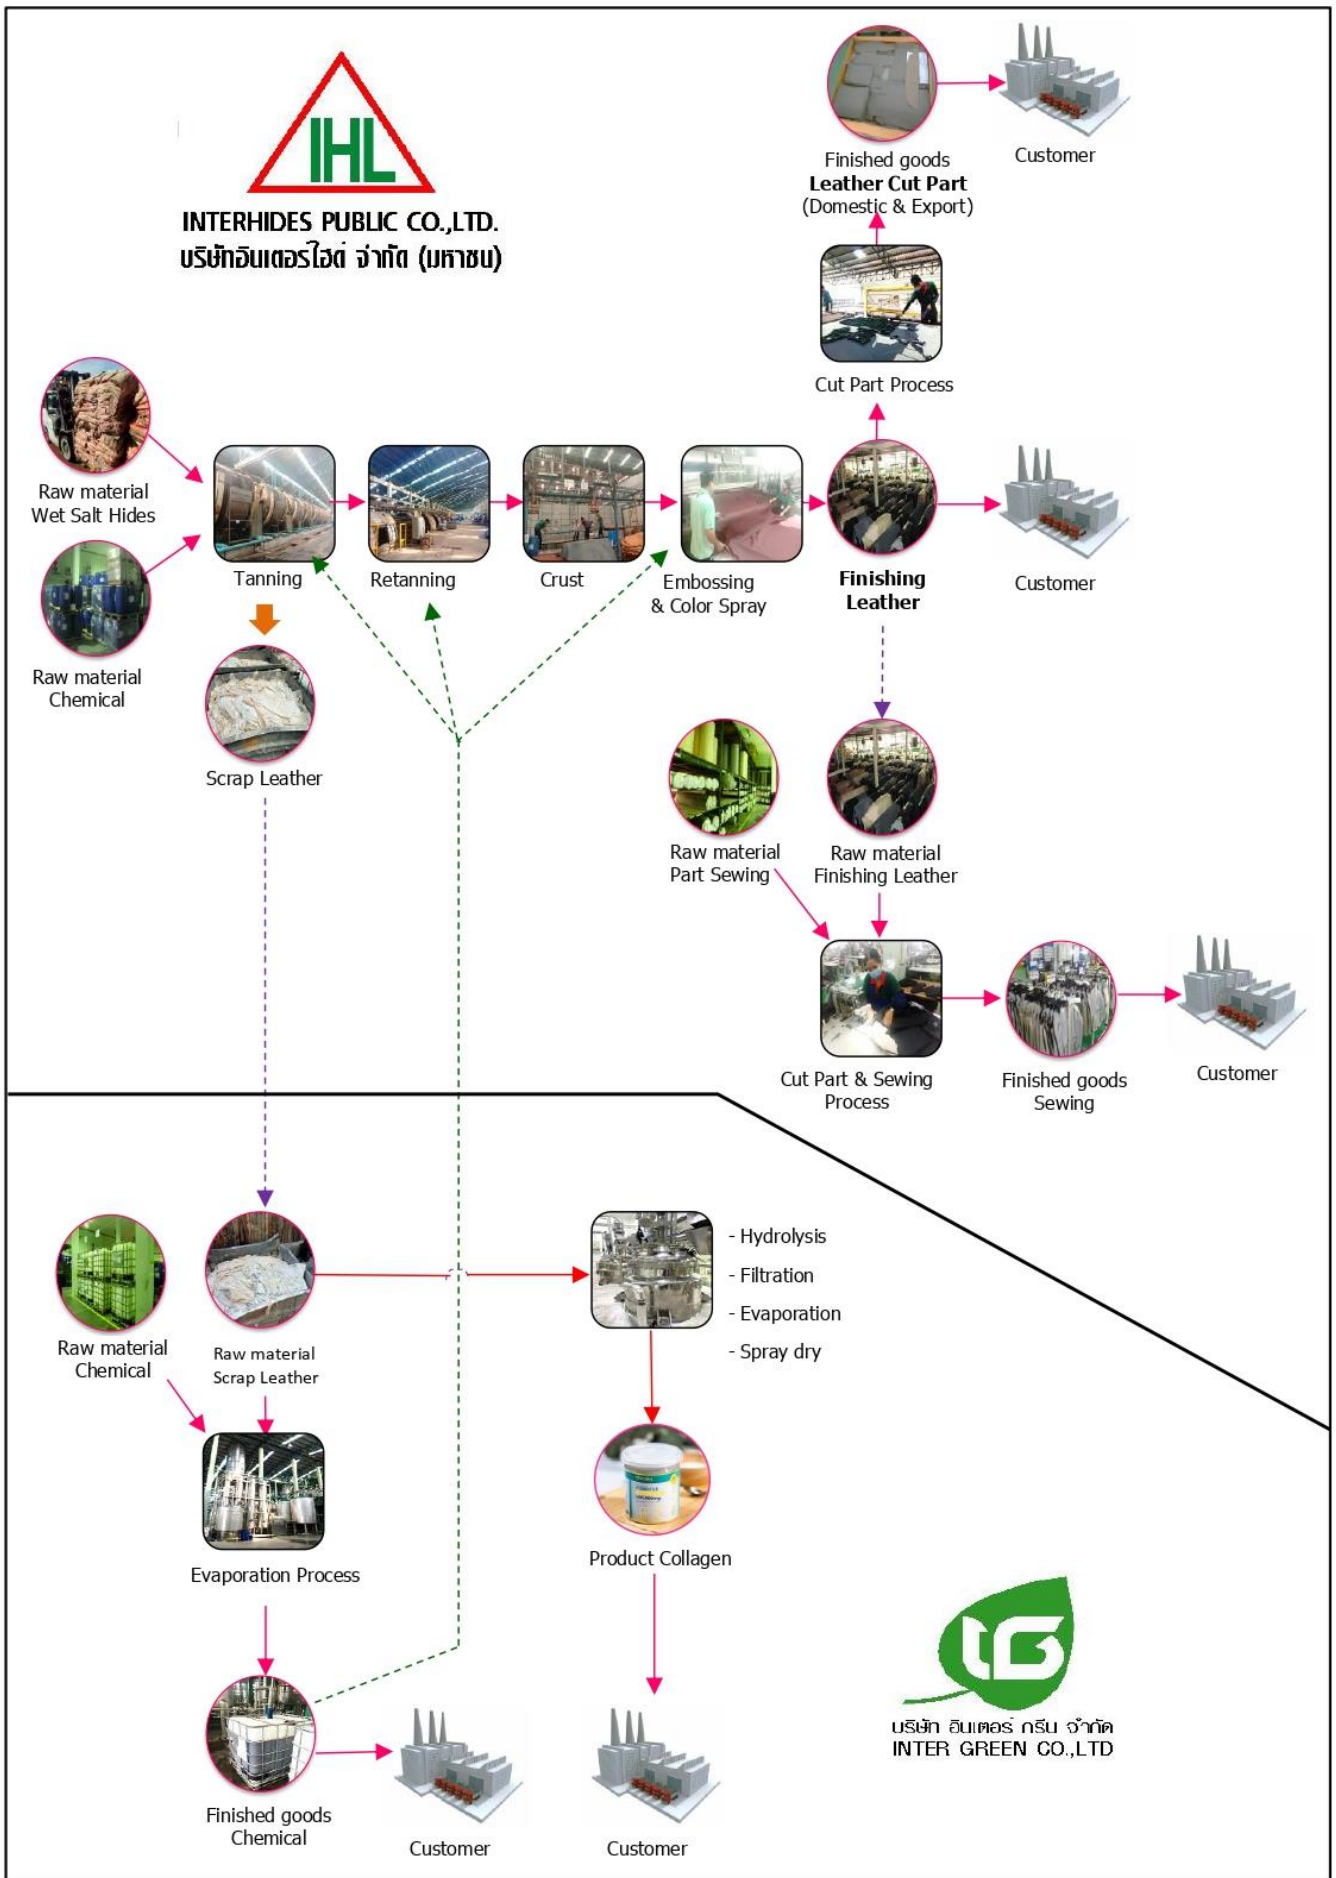 IHL
INTERHIDES PUBLIC CO.,LTD.
บริษัทอินเตอร์ไฮด์ จำกัด (มหาชน)
Finished goods
Leather Cut Part
(Domestic & Export)
Customer
Cut Part Process
Raw material
Wet Salt Hides
Raw material
Chemical
Tanning
Retanning
Crust
Embossing
& Color Spray
Finishing
Leather
Customer
Scrap Leather
Raw material
Part Sewing
Raw material
Finishing Leather
Cut Part & Sewing
Process
Finished goods
Sewing
Customer
Raw material
Chemical
Raw material
Scrap Leather
- Hydrolysis
- Filtration
- Evaporation
- Spray dry
Evaporation Process
Product Collagen
Finished goods
Chemical
Customer
Customer
IG
บริษัท อินเตอร์ กรีน จำกัด
INTER GREEN CO.,LTD